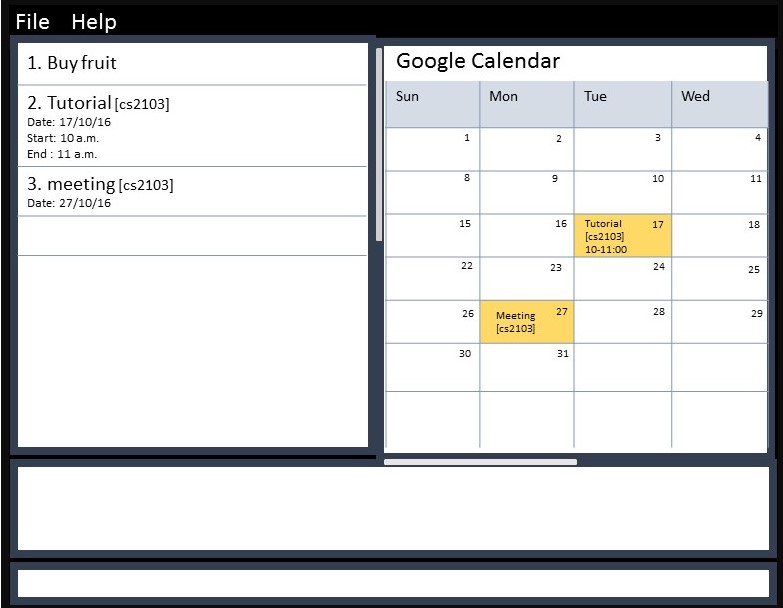 File Help
1. Buy fruit
2. Tutorial [cs2103]
Date: 17/10/16
Start: 10 a.m.
End : 11 a.m.
3. meeting [cs2103]
Date: 27/10/16
Google Calendar
Sun Mon Tue Wed
1 2 3 4
8 9 10 11
15 16 Tutorial 17 18
[cs2103]
10-11:00
22 23 24 25
26 Meeting 27 28 29
[cs2103]
30 31